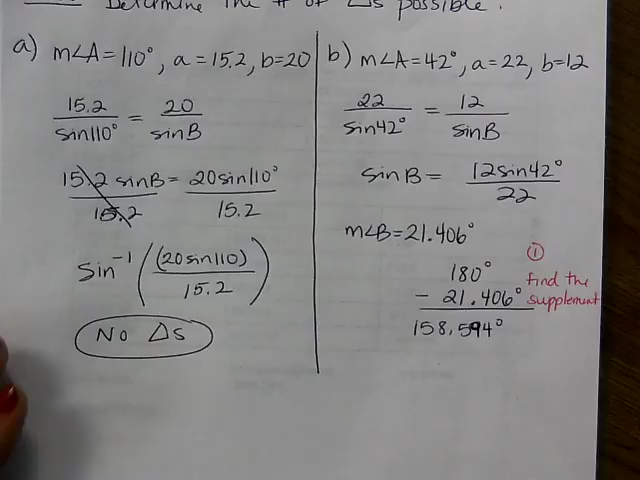 Determine the # of △s possible.
a) m∠A=110°, a=15.2, b=20
15.2/sin110° = 20/sinB
15.2 sinB/15.2 = 20sin110°/15.2
sin⁻¹((20sin110)/15.2)
No △s
b) m∠A=42°, a=22, b=12
22/sin42° = 12/sinB
sinB = 12sin42°/22
m∠B=21.406°
180°
- 21.406°
158.594°
①
find the
supplement